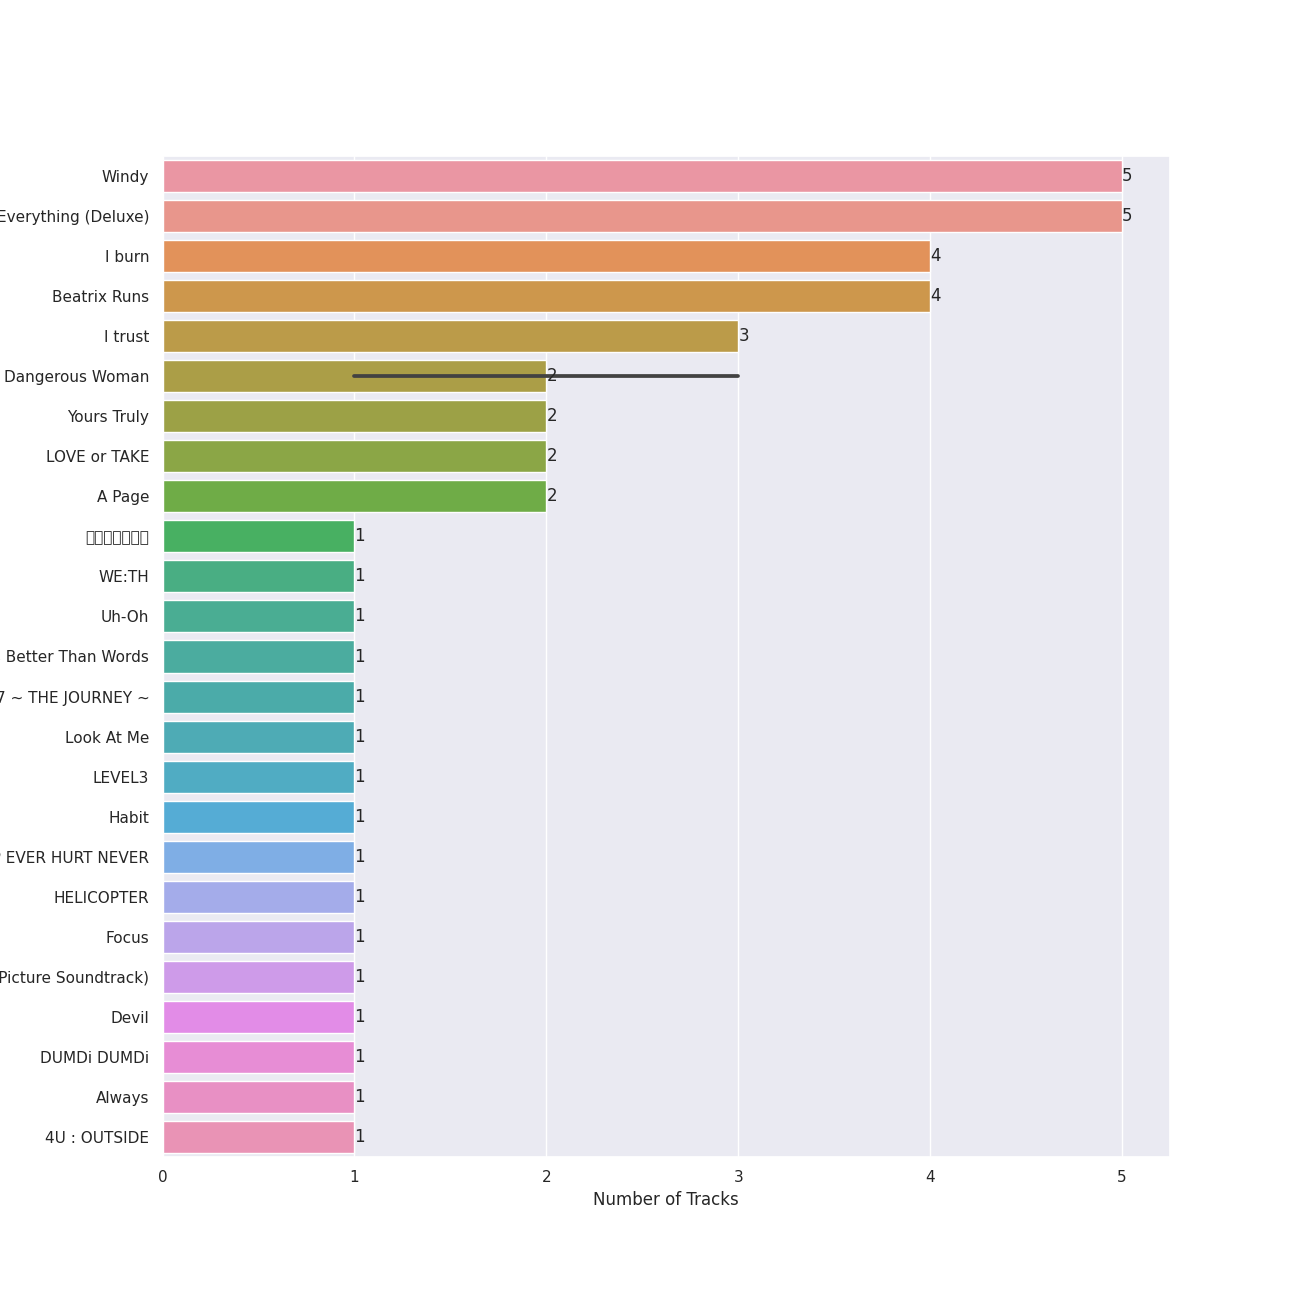 Windy 5
Everything (Deluxe) 5
I burn 4
Beatrix Runs 4
I trust 3
Dangerous Woman 2
Yours Truly 2
LOVE or TAKE 2
A Page 2
1
WE:TH 1
Uh-Oh 1
Better Than Words 1
7 ~ THE JOURNEY ~ 1
Look At Me 1
LEVEL3 1
Habit 1
EVER HURT NEVER 1
HELICOPTER 1
Focus 1
Picture Soundtrack) 1
Devil 1
DUMDi DUMDi 1
Always 1
4U : OUTSIDE 1
0 1 2 3 4 5
Number of Tracks